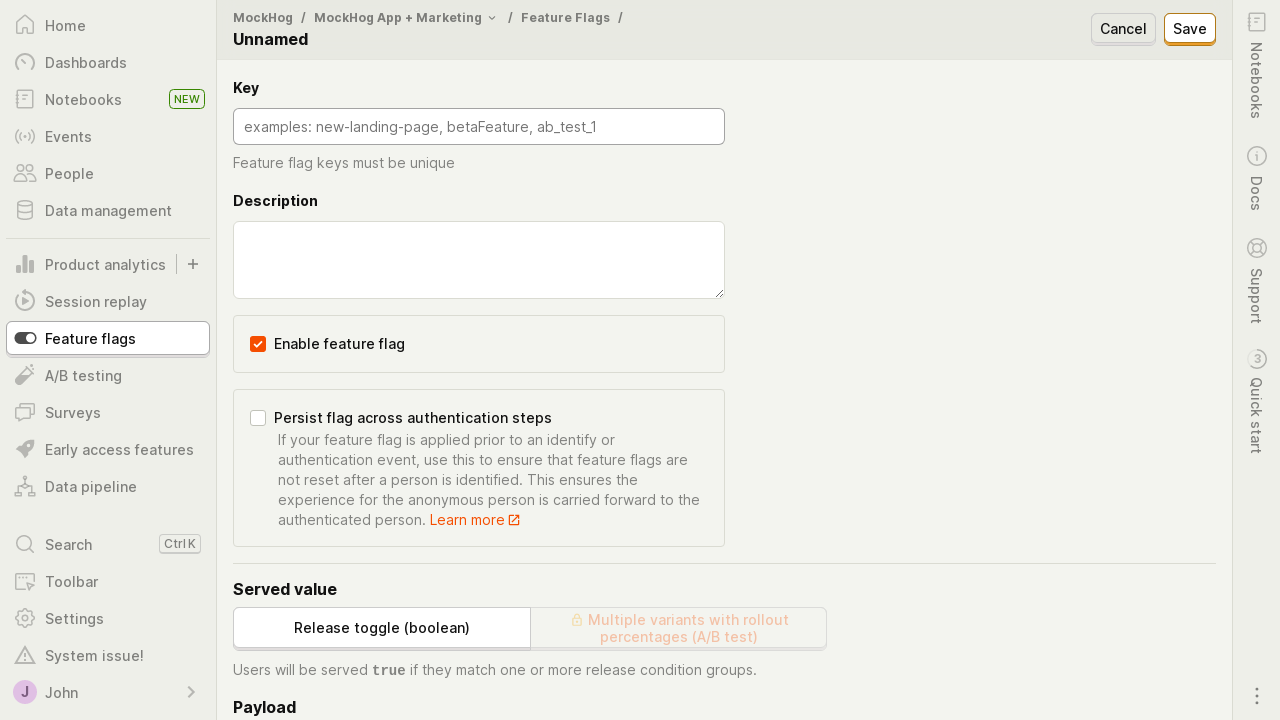 Home
Dashboards
Notebooks NEW
Events
People
Data management
Product analytics
Session replay
Feature flags
A/B testing
Surveys
Early access features
Data pipeline
Search Ctrl K
Toolbar
Settings
System issue!
J John
MockHog / MockHog App + Marketing / Feature Flags /
Unnamed
Cancel Save
Key
examples: new-landing-page, betaFeature, ab_test_1
Feature flag keys must be unique
Description
Enable feature flag
Persist flag across authentication steps
If your feature flag is applied prior to an identify or
authentication event, use this to ensure that feature flags are
not reset after a person is identified. This ensures the
experience for the anonymous person is carried forward to the
authenticated person. Learn more
Served value
Release toggle (boolean)
Multiple variants with rollout
percentages (A/B test)
Users will be served true if they match one or more release condition groups.
Payload
Notebooks
Docs
Support
3
Quick start